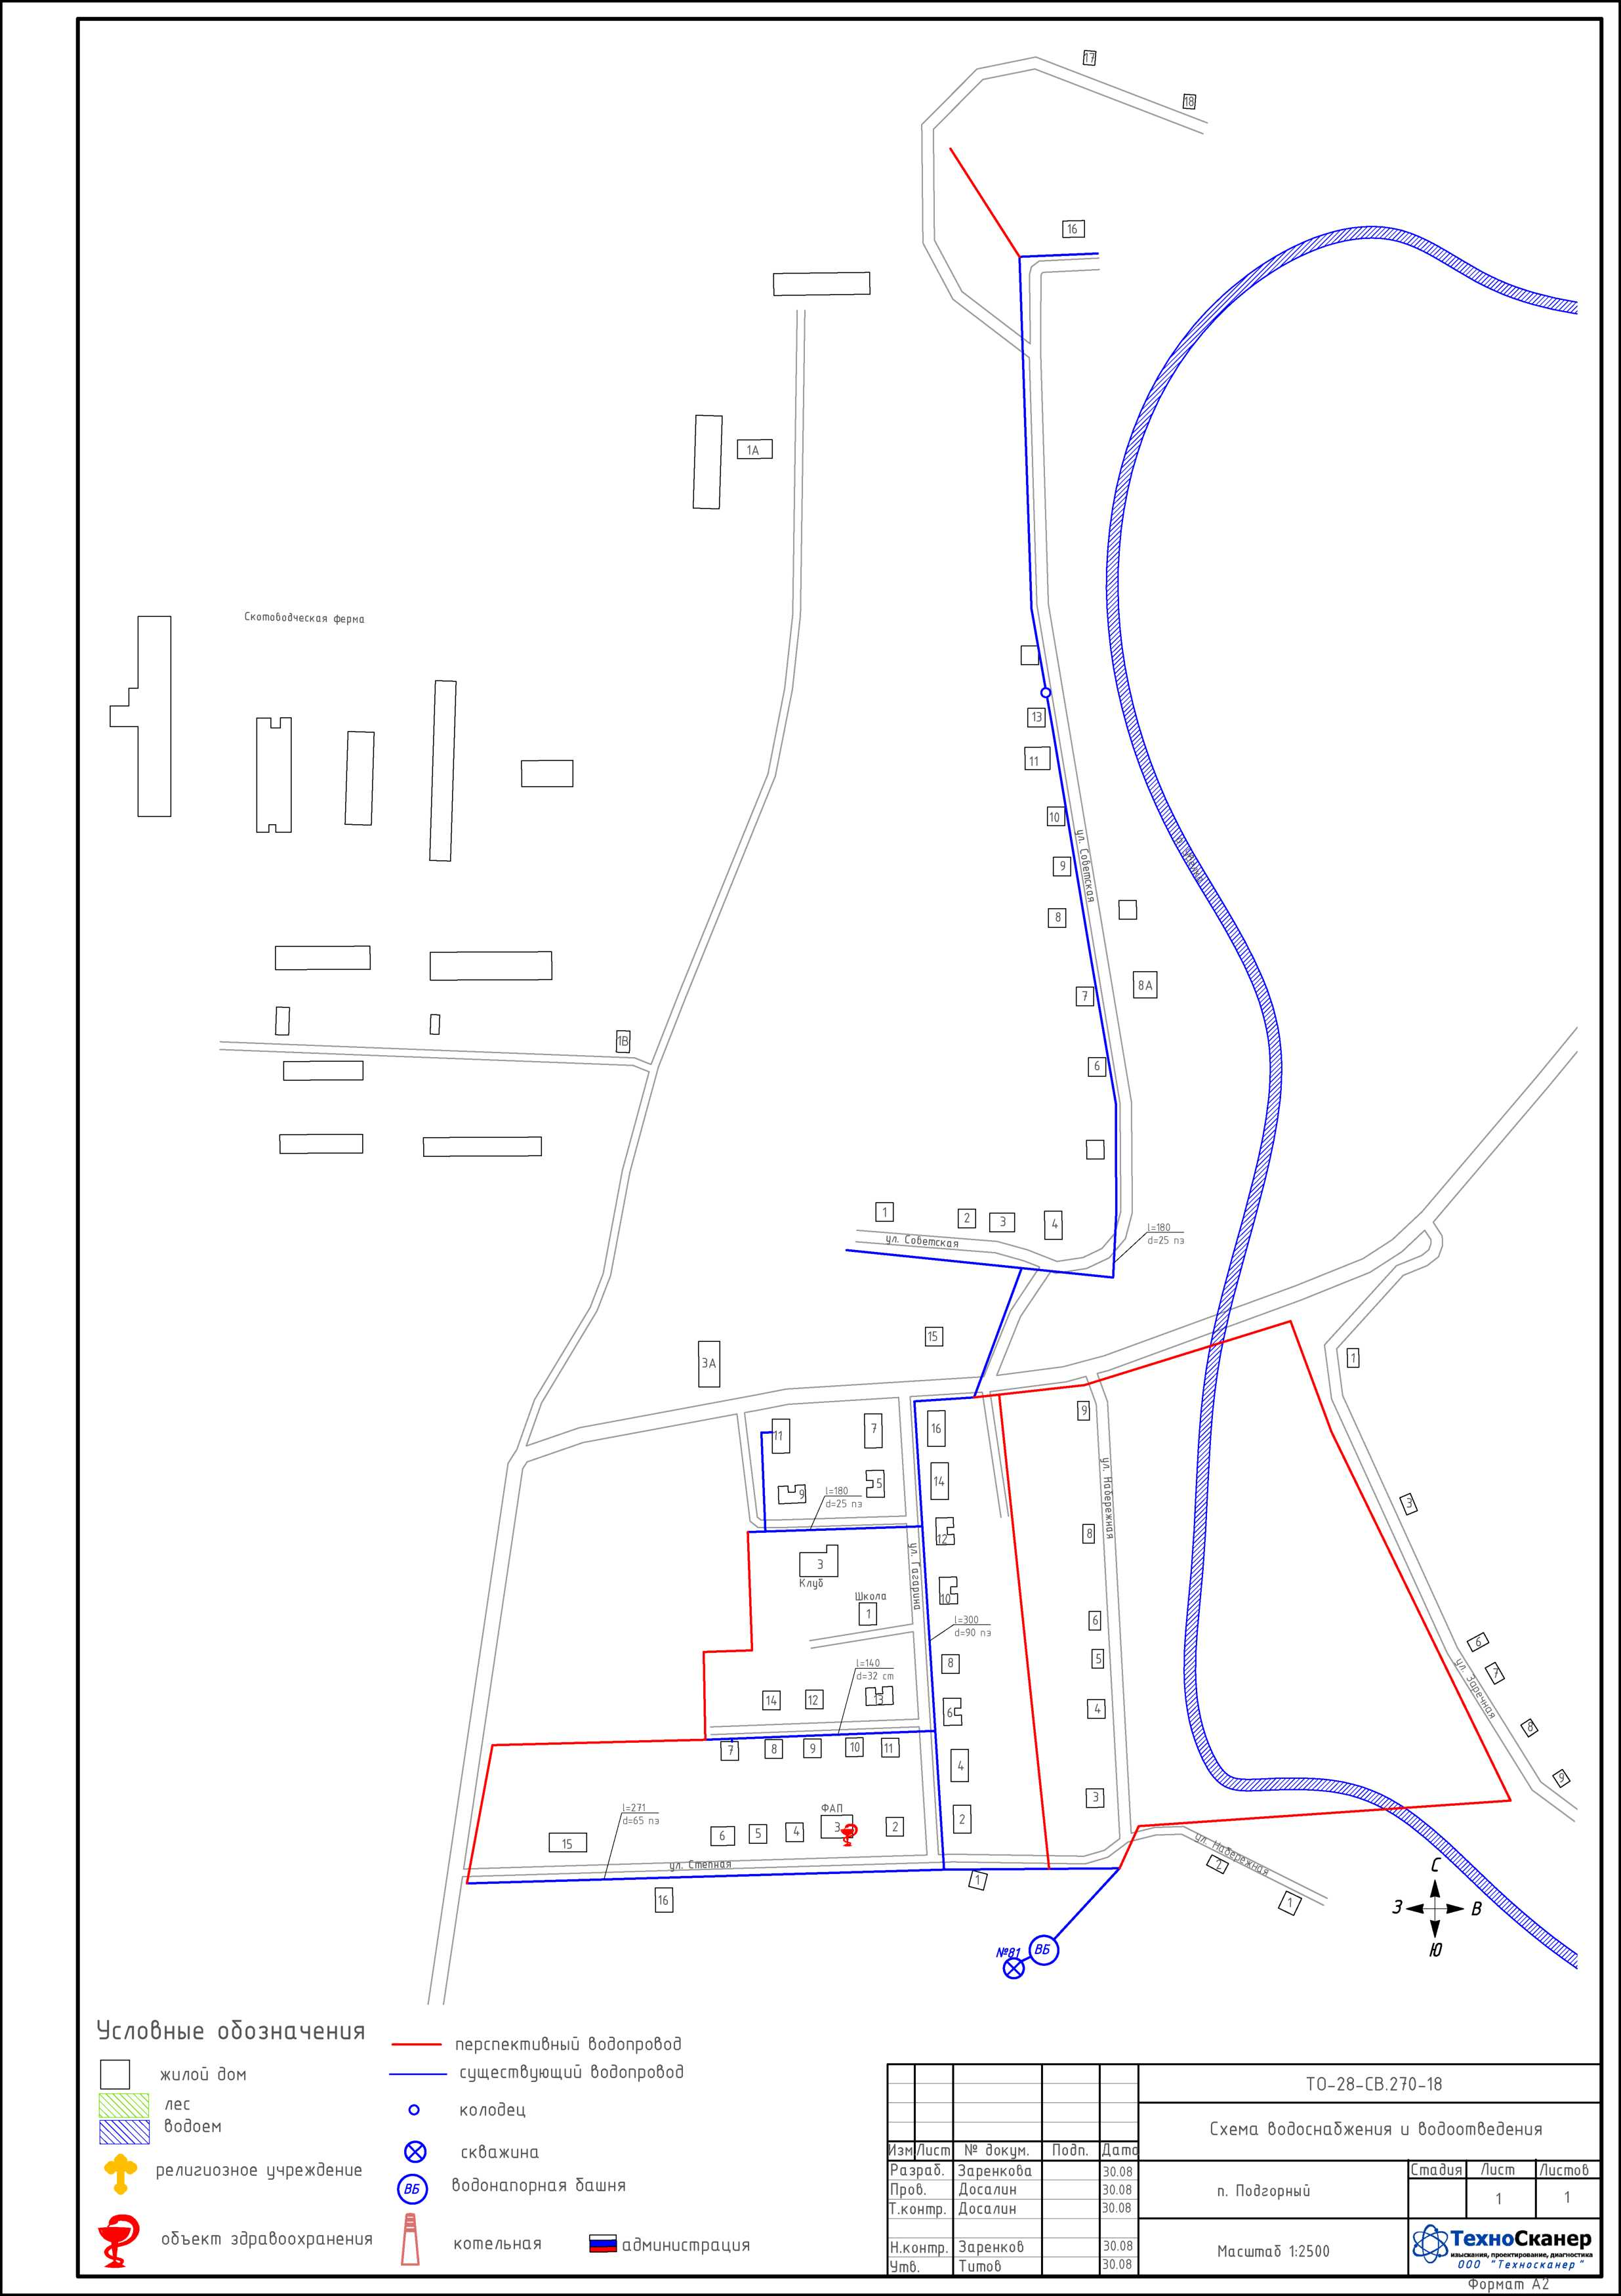 17
18
16
1А
Скотоводческая ферма
13
11
10
9
ул. Советская
8
8А
7
1В
6
1
2
3
4
ул. Советская
l=180
d=25 пэ
15
3А
1
11
7
16
9
5
9
14
ул. Набережная
3
l=180
d=25 пэ
12
8
3
Клуб
ул. Гагарина
Школа
1
10
6
l=300
d=90 пэ
5
8
6
7
l=140
d=32 ст
14
12
13
6
4
ул. Заречная
8
7
8
9
10
11
4
9
3
l=271
d=65 пэ
ФАП
15
6
5
4
3
2
2
ул. Степная
16
1
ул. Набережная
2
1
С
З
В
Ю
№81
ВБ
Условные обозначения
жилой дом
лес
водоем
религиозное учреждение
объект здравоохранения
перспективный водопровод
существующий водопровод
колодец
скважина
ВБ
водонапорная башня
котельная
администрация
ТО-28-СВ.270-18
Схема водоснабжения и водоотведения
Изм
Лист
№ докум.
Подп.
Дата
Разраб.
Заренкова
30.08
Пров.
Досалин
30.08
Т.контр.
Досалин
30.08
Н.контр.
Заренков
30.08
Утв.
Титов
30.08
п. Подгорный
Стадия
Лист
Листов
1
1
Масштаб 1:2500
ТехноСканер
изыскания, проектирование, диагностика
ООО "Техносканер"
Формат А2